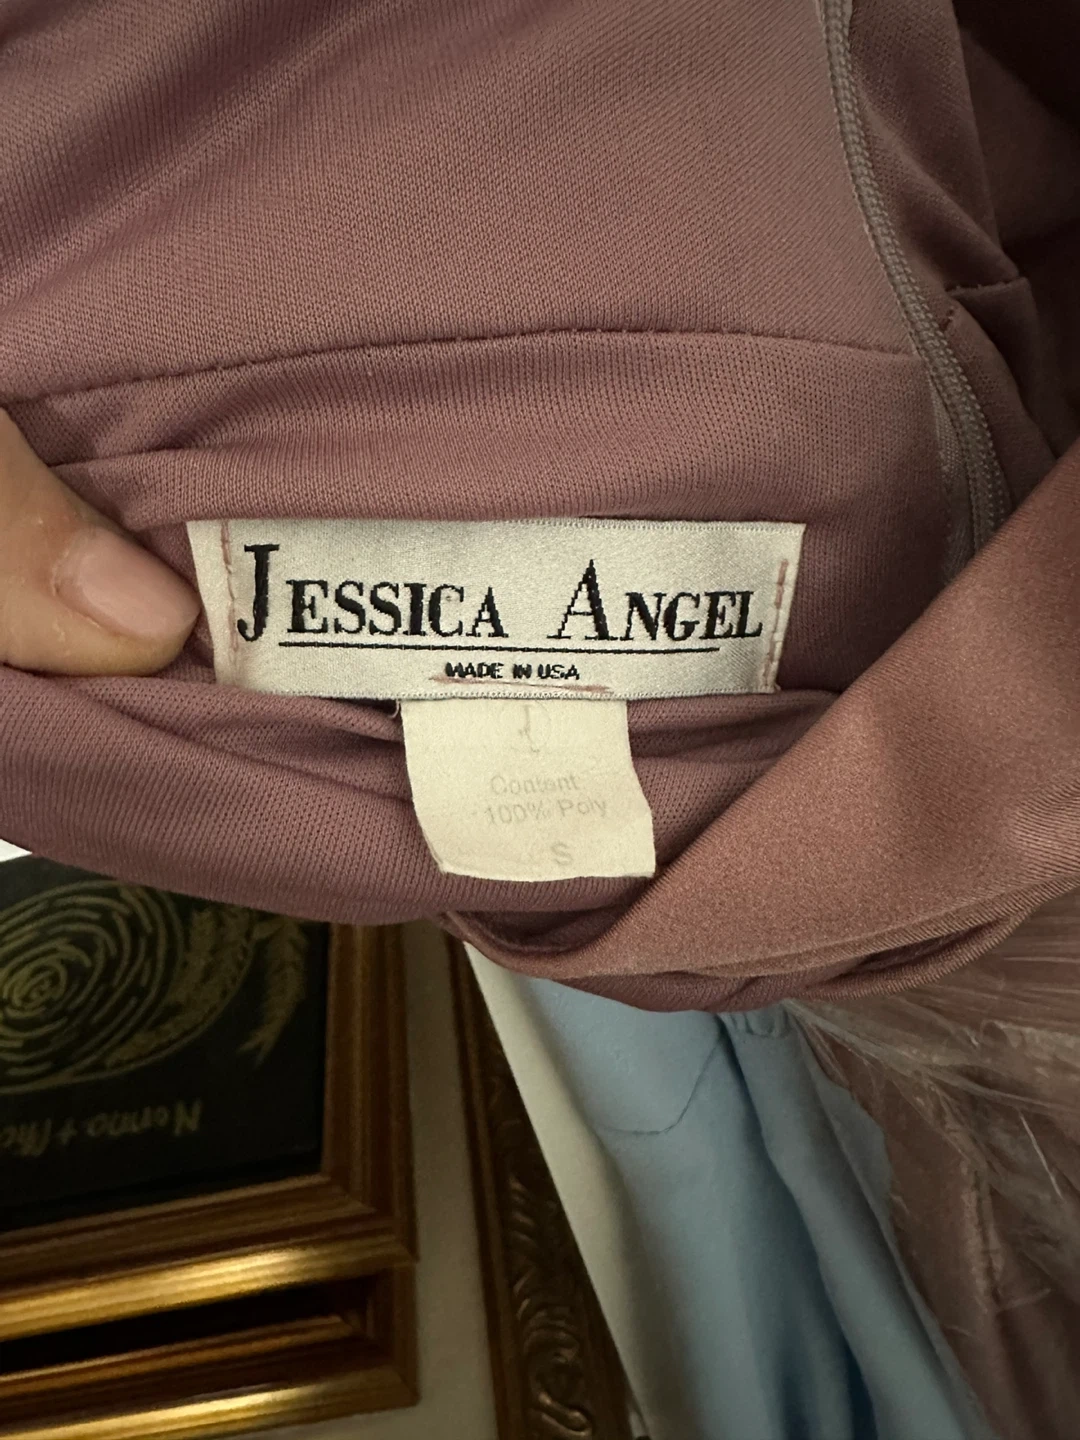 JESSICA ANGEL
MADE IN USA
Content
100% Poly
S